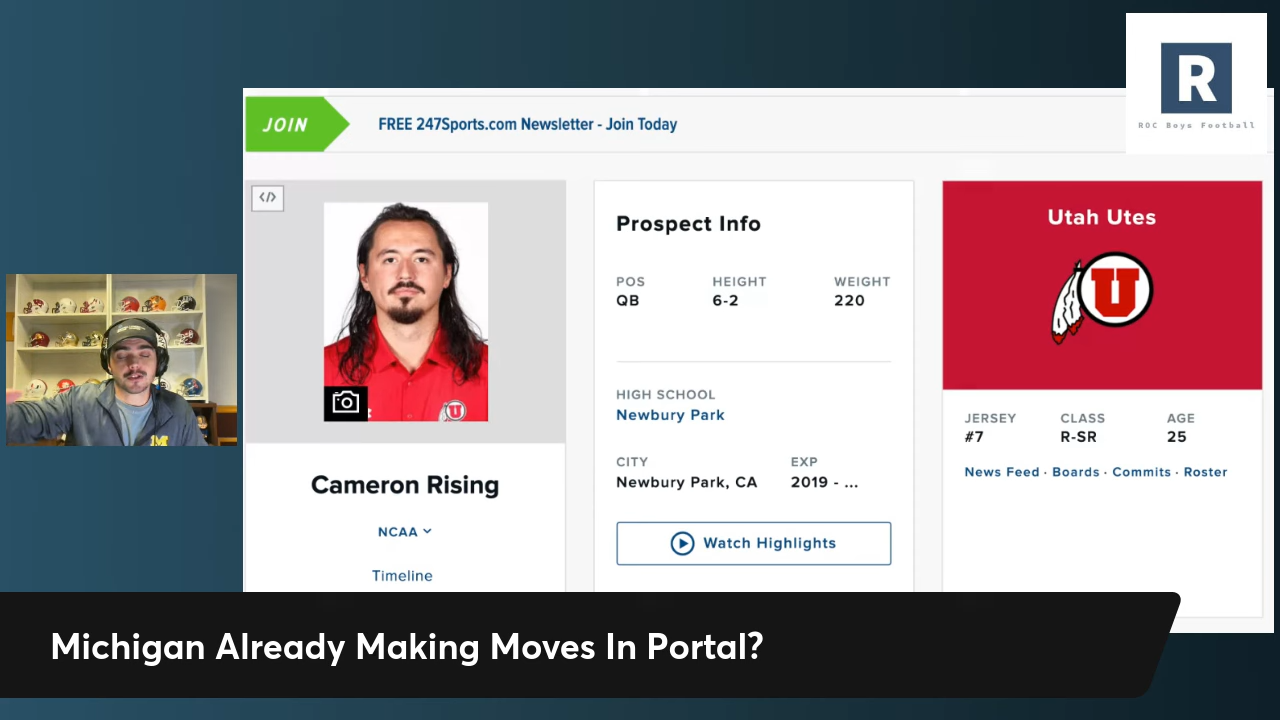 R
ROC Boys Football
JOIN
FREE 247Sports.com Newsletter - Join Today
</>
Cameron Rising
NCAA
Timeline
Prospect Info
POS HEIGHT WEIGHT
QB 6-2 220
HIGH SCHOOL
Newbury Park
CITY EXP
Newbury Park, CA 2019 - ...
Watch Highlights
Utah Utes
U
JERSEY CLASS AGE
#7 R-SR 25
News Feed · Boards · Commits · Roster
Michigan Already Making Moves In Portal?